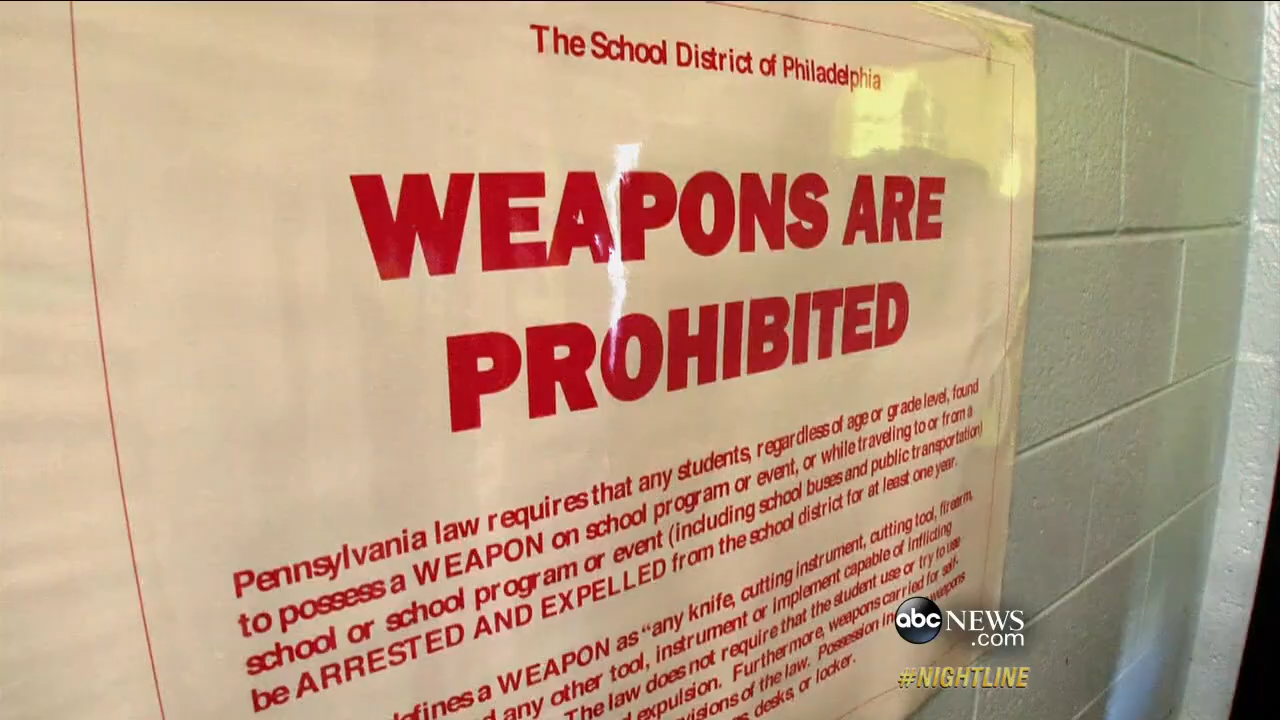 The School District of Philadelphia
WEAPONS ARE
PROHIBITED
Pennsylvania law requires that any students, regardless of age or grade level, found
to possess a WEAPON on school program or event, or while traveling to or from a
school or school program or event (including school buses and public transportation)
be ARRESTED AND EXPELLED from the school district for at least one year.
fines a WEAPON as "any knife, cutting instrument, cutting tool, firearm,
any other tool, instrument or implement capable of inflicting
The law does not require that the student use or try to use
expulsion. Furthermore, weapons carried for self-
visions of the law. Possession in weapons
desks, or locker.
abc NEWS
.com
#NIGHTLINE